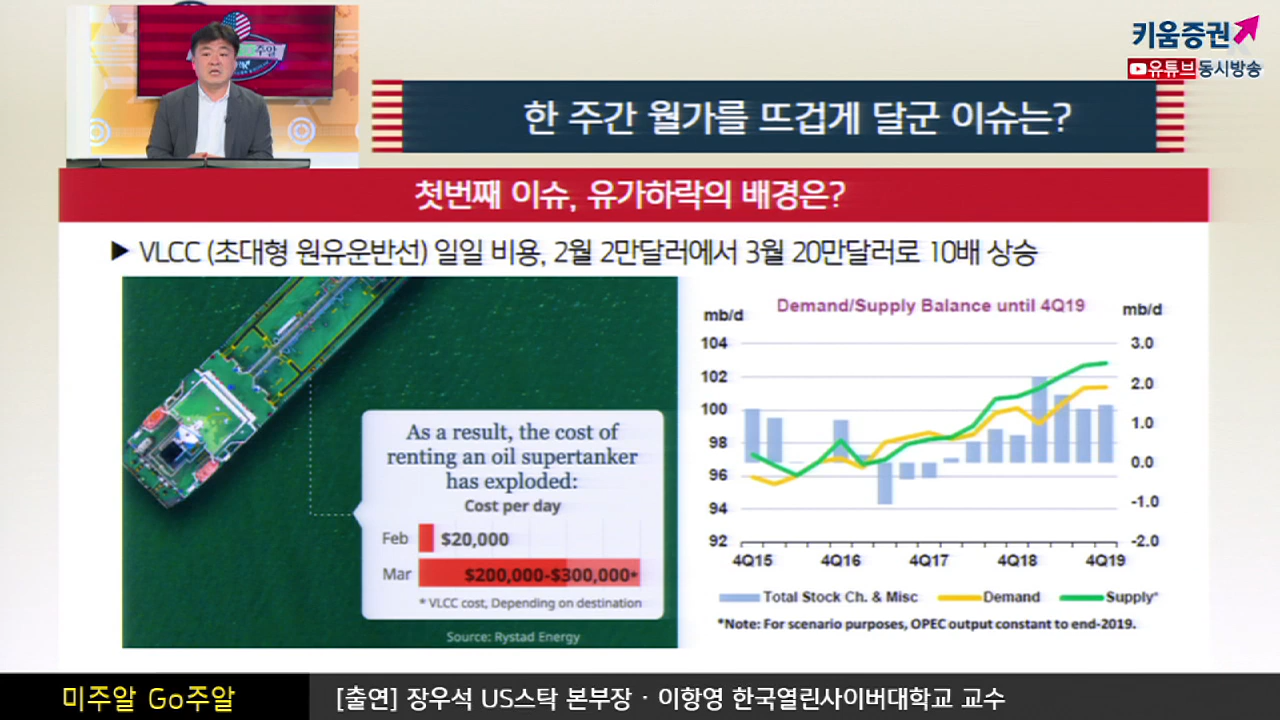 주알
키움증권
유튜브동시방송
한 주간 월가를 뜨겁게 달군 이슈는?
첫번째 이슈, 유가하락의 배경은?
▶ VLCC (초대형 원유운반선) 일일 비용, 2월 2만달러에서 3월 20만달러로 10배 상승
As a result, the cost of
renting an oil supertanker
has exploded:
Cost per day
Feb $20,000
Mar $200,000-$300,000*
* VLCC cost, Depending on destination
Source: Rystad Energy
Demand/Supply Balance until 4Q19
mb/d mb/d
104 3.0
102 2.0
100 1.0
98 0.0
96 -1.0
94 -2.0
92
4Q15 4Q16 4Q17 4Q18 4Q19
Total Stock Ch. & Misc Demand Supply*
*Note: For scenario purposes, OPEC output constant to end-2019.
미주알 Go주알
[출연] 장우석 US스탁 본부장 · 이항영 한국열린사이버대학교 교수